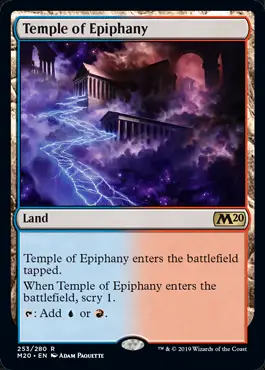 Temple of Epiphany
Land
M20
Temple of Epiphany enters the battlefield
tapped.
When Temple of Epiphany enters the
battlefield, scry 1.
: Add or .
253/280 R
M20 • EN Adam Paquette
™ & © 2019 Wizards of the Coast